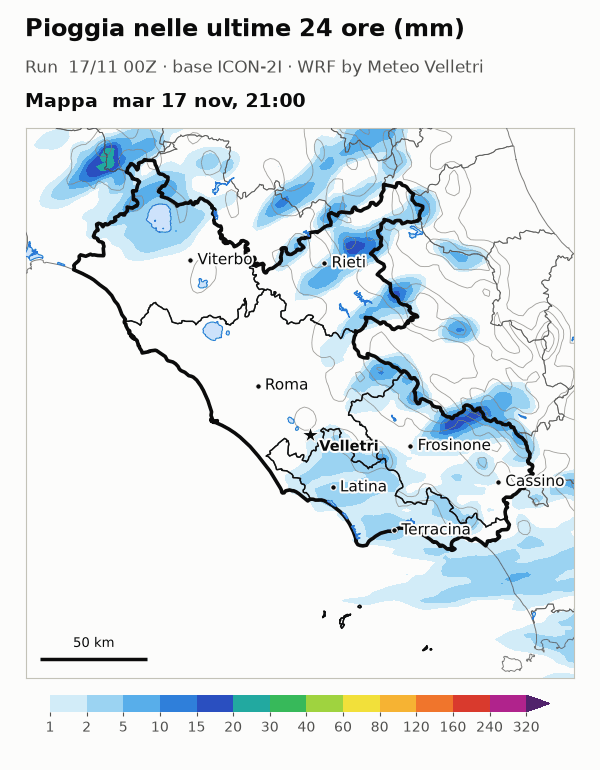 Pioggia nelle ultime 24 ore (mm)
Run 17/11 00Z · base ICON-2I · WRF by Meteo Velletri
Mappa mar 17 nov, 21:00
Viterbo
Rieti
Roma
Velletri
Frosinone
Latina
Cassino
Terracina
50 km
1 2 5 10 15 20 30 40 60 80 120 160 240 320